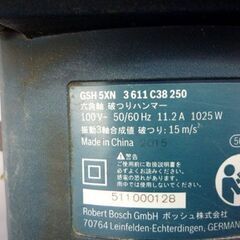 GSH 5XN 3 611 C38 250
六角軸 破つりハンマー
100 V~ 50/60 Hz 11.2 A 1025 W
振動3軸合成値 破つり: 15 m/s²
Made in China 2015
警告
511000128
Robert Bosch GmbH ボッシュ株式会社
70764 Leinfelden-Echterdingen, GERMANY